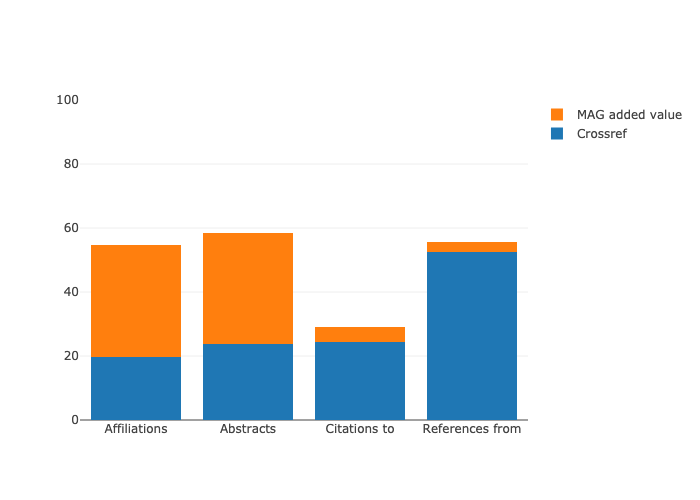 100
80
60
40
20
0
Affiliations
Abstracts
Citations to
References from
MAG added value
Crossref